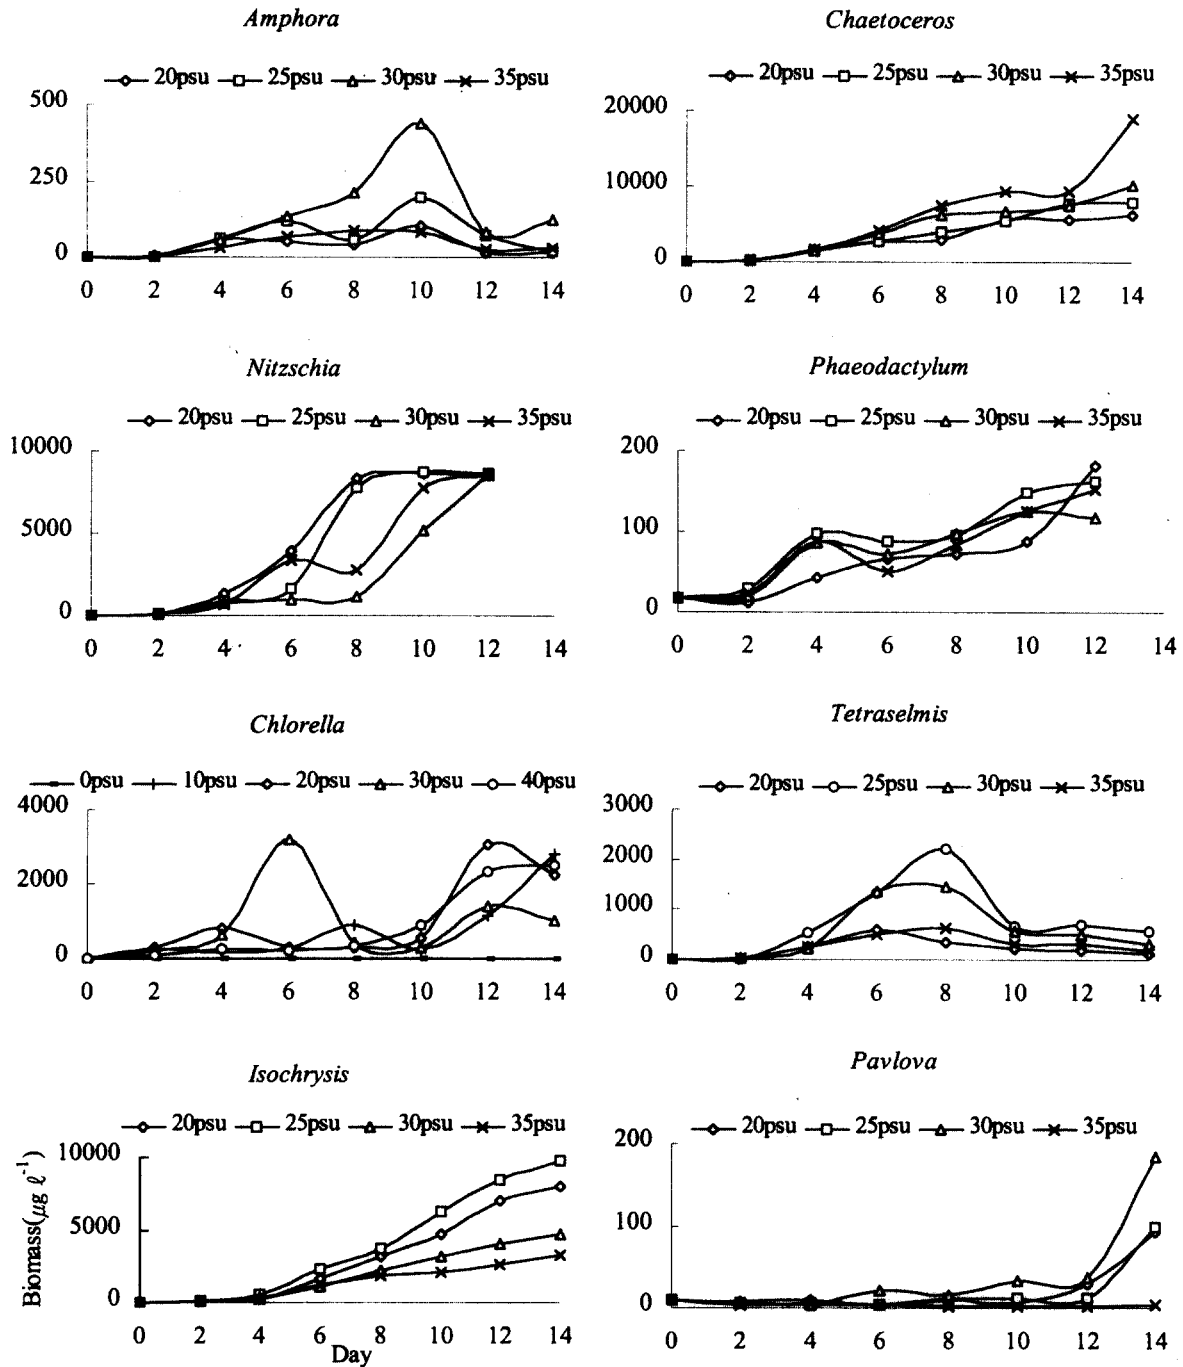 Amphora
20psu 25psu 30psu 35psu
500
250
0
0 2 4 6 8 10 12 14
Chaetoceros
20psu 25psu 30psu 35psu
20000
10000
0
0 2 4 6 8 10 12 14
Nitzschia
20psu 25psu 30psu 35psu
10000
5000
0
0 2 4 6 8 10 12 14
Phaeodactylum
20psu 25psu 30psu 35psu
200
100
0
0 2 4 6 8 10 12 14
Chlorella
0psu 10psu 20psu 30psu 40psu
4000
2000
0
0 2 4 6 8 10 12 14
Tetraselmis
20psu 25psu 30psu 35psu
3000
2000
1000
0
0 2 4 6 8 10 12 14
Isochrysis
20psu 25psu 30psu 35psu
Biomass(μg ℓ⁻¹)
10000
5000
0
0 2 4 6 8 10 12 14
Day
Pavlova
20psu 25psu 30psu 35psu
200
100
0
0 2 4 6 8 10 12 14